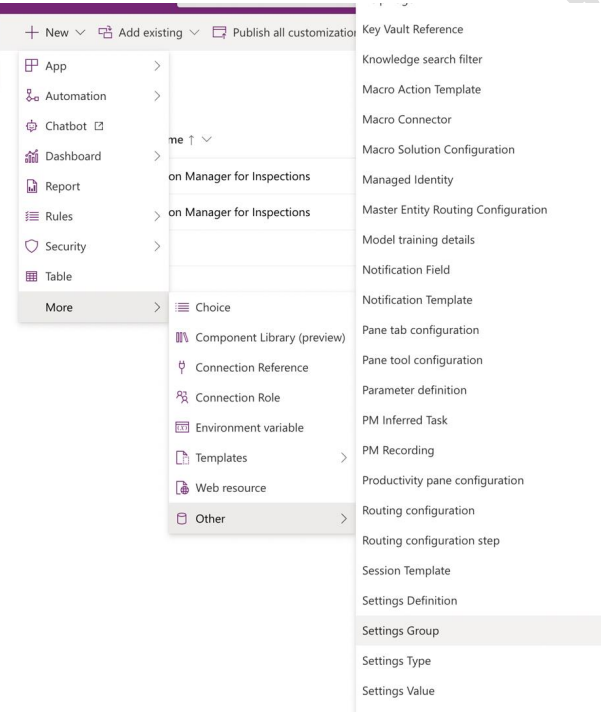 New
Add existing
Publish all customization
App
Automation
Chatbot
Dashboard
Report
Rules
Security
Table
More
me ↑
on Manager for Inspections
on Manager for Inspections
Choice
Component Library (preview)
Connection Reference
Connection Role
Environment variable
Templates
Web resource
Other
Key Vault Reference
Knowledge search filter
Macro Action Template
Macro Connector
Macro Solution Configuration
Managed Identity
Master Entity Routing Configuration
Model training details
Notification Field
Notification Template
Pane tab configuration
Pane tool configuration
Parameter definition
PM Inferred Task
PM Recording
Productivity pane configuration
Routing configuration
Routing configuration step
Session Template
Settings Definition
Settings Group
Settings Type
Settings Value